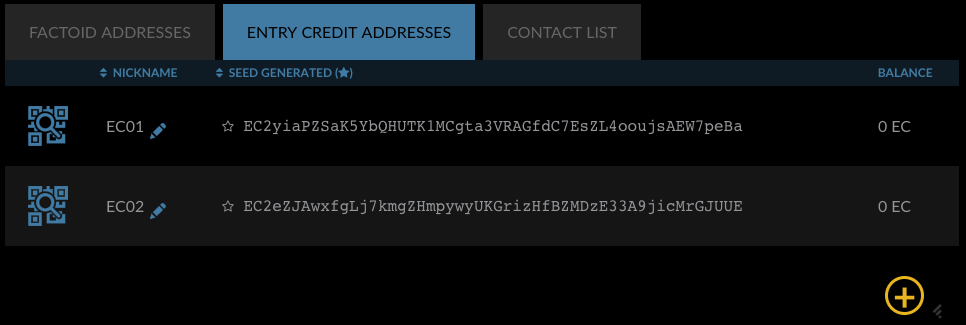 FACTOID ADDRESSES ENTRY CREDIT ADDRESSES CONTACT LIST
NICKNAME SEED GENERATED (★) BALANCE
EC01 ☆ EC2yiaPZSaK5YbQHUTK1MCgta3VRAGfdC7EsZL4ooujsAEW7peBa 0 EC
EC02 ☆ EC2eZJAwxfgLj7kmgZHmpywyUKGrizHfBZMDzE33A9jicMrGJUUE 0 EC